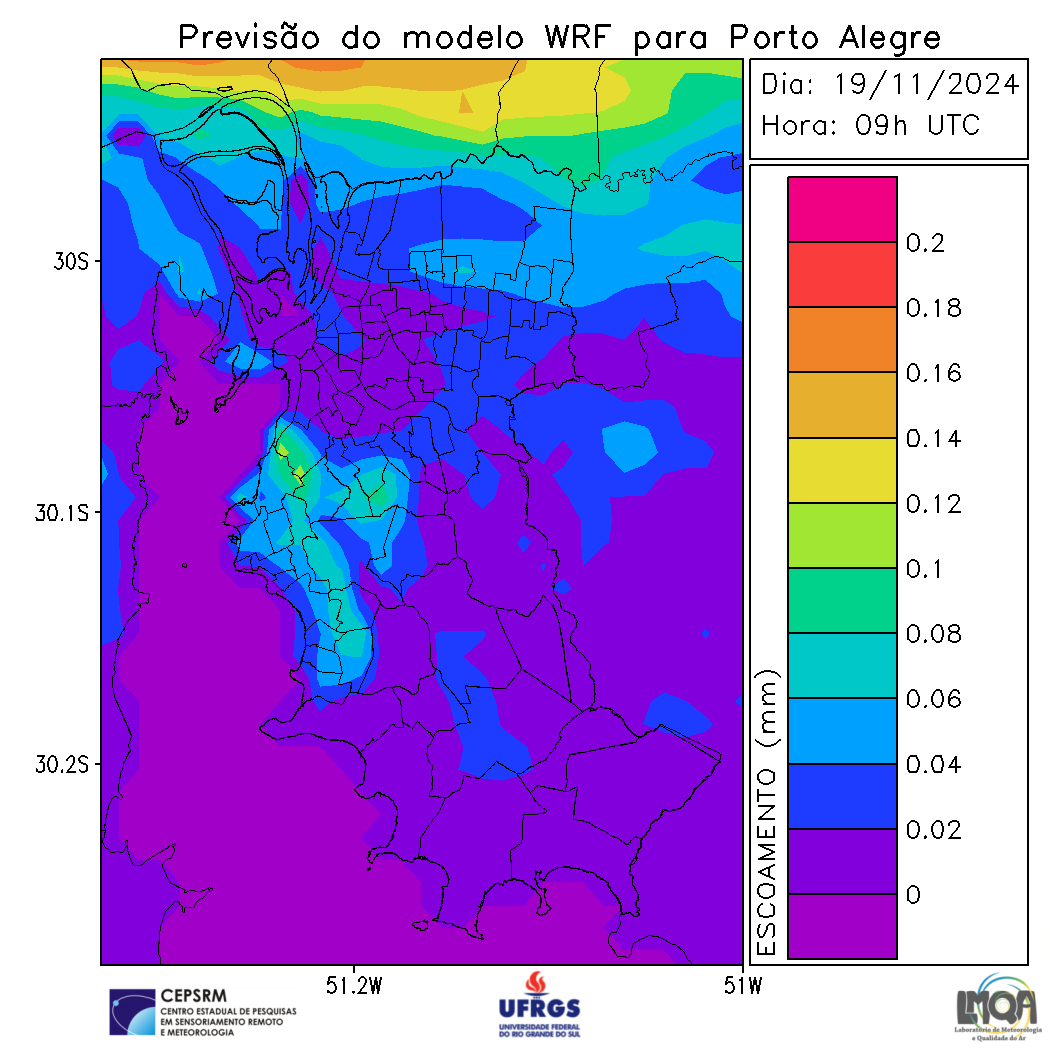 Previsão do modelo WRF para Porto Alegre
Dia: 19/11/2024
Hora: 09h UTC
0.2
0.18
0.16
0.14
0.12
0.1
0.08
0.06
0.04
0.02
0
ESCOAMENTO (mm)
30S
30.1S
30.2S
51.2W
51W
CEPSRM
CENTRO ESTADUAL DE PESQUISAS
EM SENSORIAMENTO REMOTO
E METEOROLOGIA
UFRGS
UNIVERSIDADE FEDERAL
DO RIO GRANDE DO SUL
LMQA
Laboratório de Meteorologia
e Qualidade do Ar